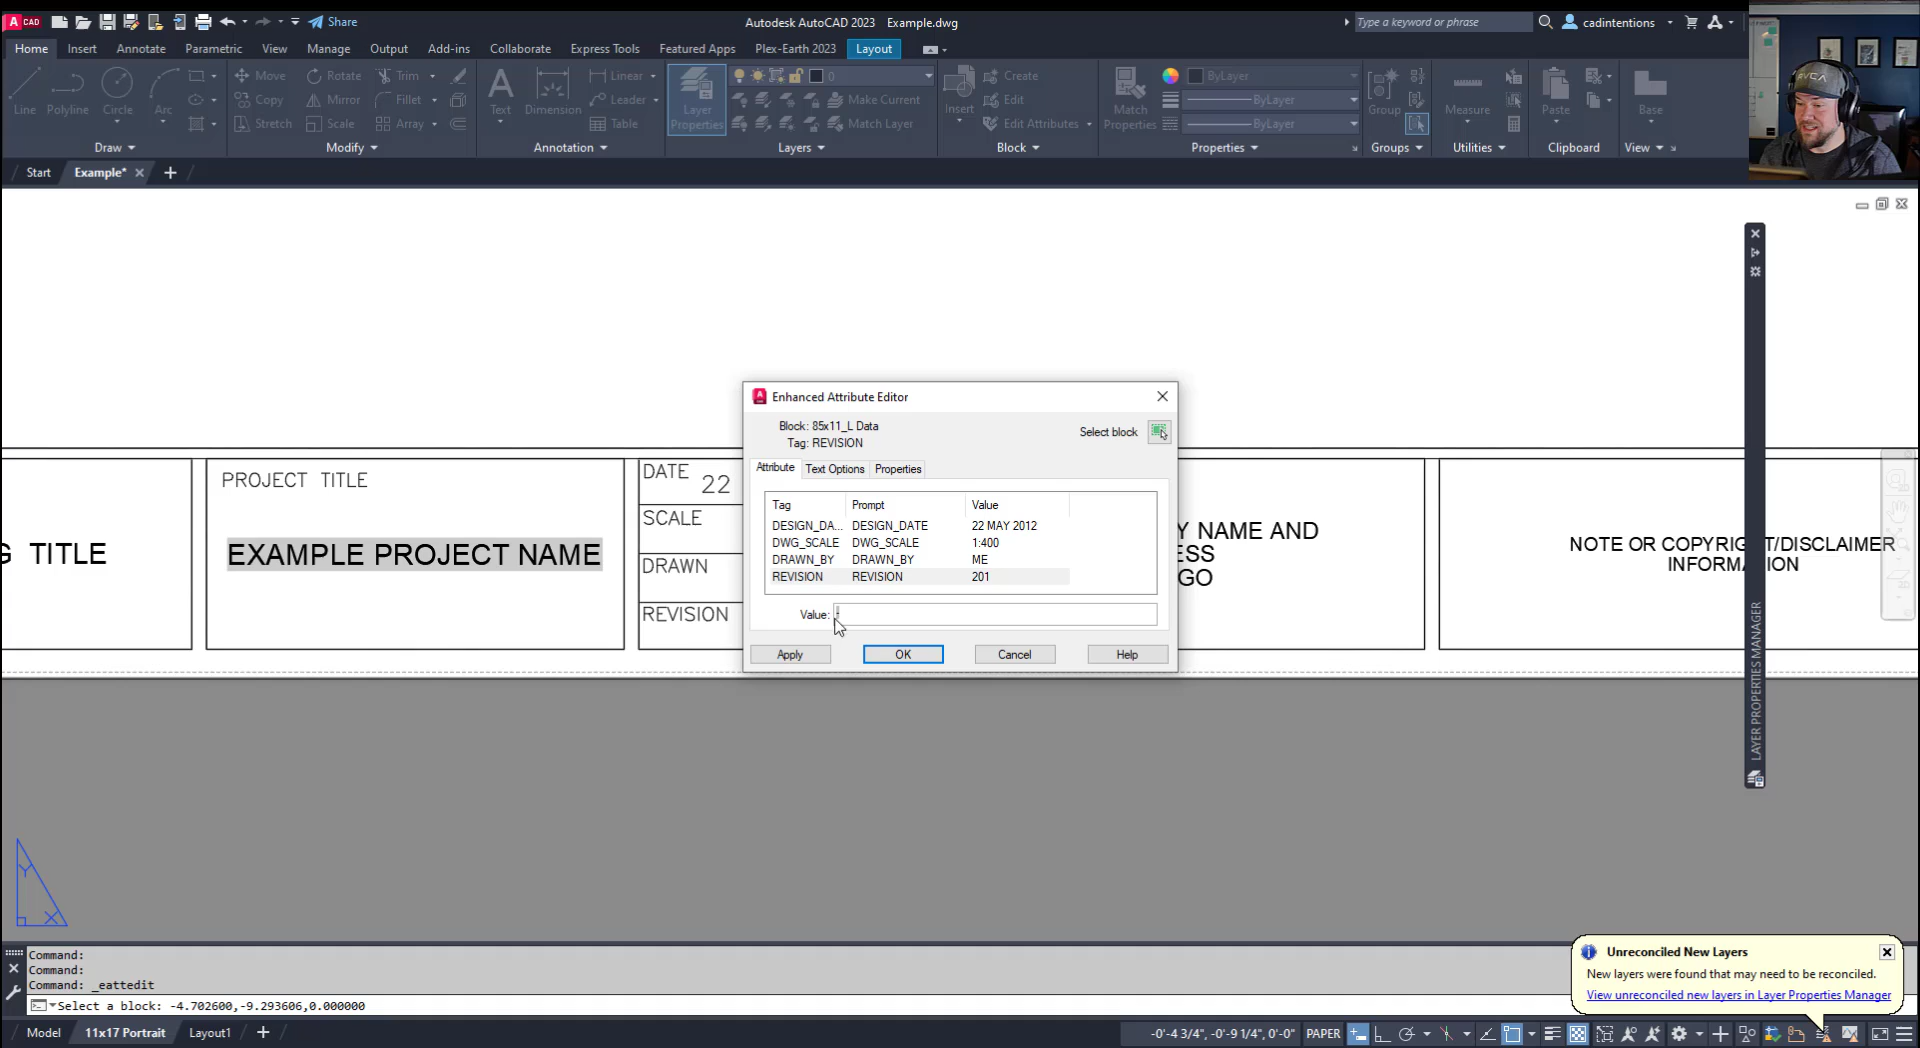 CAD
Share
Autodesk AutoCAD 2023 Example.dwg
Type a keyword or phrase
cadintentions
Home Insert Annotate Parametric View Manage Output Add-ins Collaborate Express Tools Featured Apps Plex-Earth 2023 Layout
Line Polyline Circle Arc
Move Rotate Trim
Copy Mirror Fillet
Stretch Scale Array
Text Dimension
Linear
Leader
Table
Layer
Properties
0
Make Current
Match Layer
Insert
Create
Edit
Edit Attributes
Match
Properties
ByLayer
ByLayer
ByLayer
Group
Measure
Paste
Base
Draw Modify Annotation Layers Block Properties Groups Utilities Clipboard View
Start Example*
RVCA
G TITLE
PROJECT TITLE
EXAMPLE PROJECT NAME
DATE 22
SCALE
DRAWN
REVISION
Enhanced Attribute Editor
Block: 85x11_L Data
Tag: REVISION
Select block
Attribute Text Options Properties
Tag Prompt Value
DESIGN_DA... DESIGN_DATE 22 MAY 2012
DWG_SCALE DWG_SCALE 1:400
DRAWN_BY DRAWN_BY ME
REVISION REVISION 201
Value:
Apply OK Cancel Help
Y NAME AND
ESS
GO
NOTE OR COPYRIGHT/DISCLAIMER
INFORMATION
LAYER PROPERTIES MANAGER
Y
X
Command:
Command:
Command: _eattedit
Select a block: -4.702600,-9.293606,0.000000
Unreconciled New Layers
New layers were found that may need to be reconciled.
View unreconciled new layers in Layer Properties Manager
Model 11x17 Portrait Layout1
-0'-4 3/4", -0'-9 1/4", 0'-0" PAPER